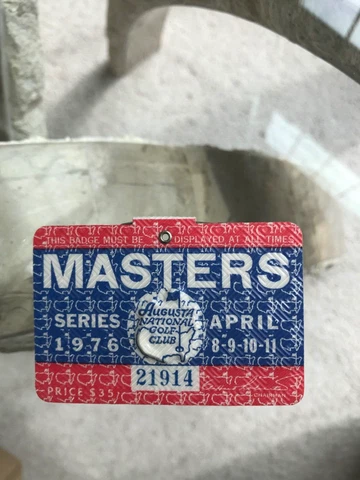 THIS BADGE MUST BE DISPLAYED AT ALL TIMES
MASTERS
SERIES APRIL
1976 8-9-10-11
AUGUSTA
NATIONAL
GOLF
CLUB
21914
PRICE $35
CHAIRMAN